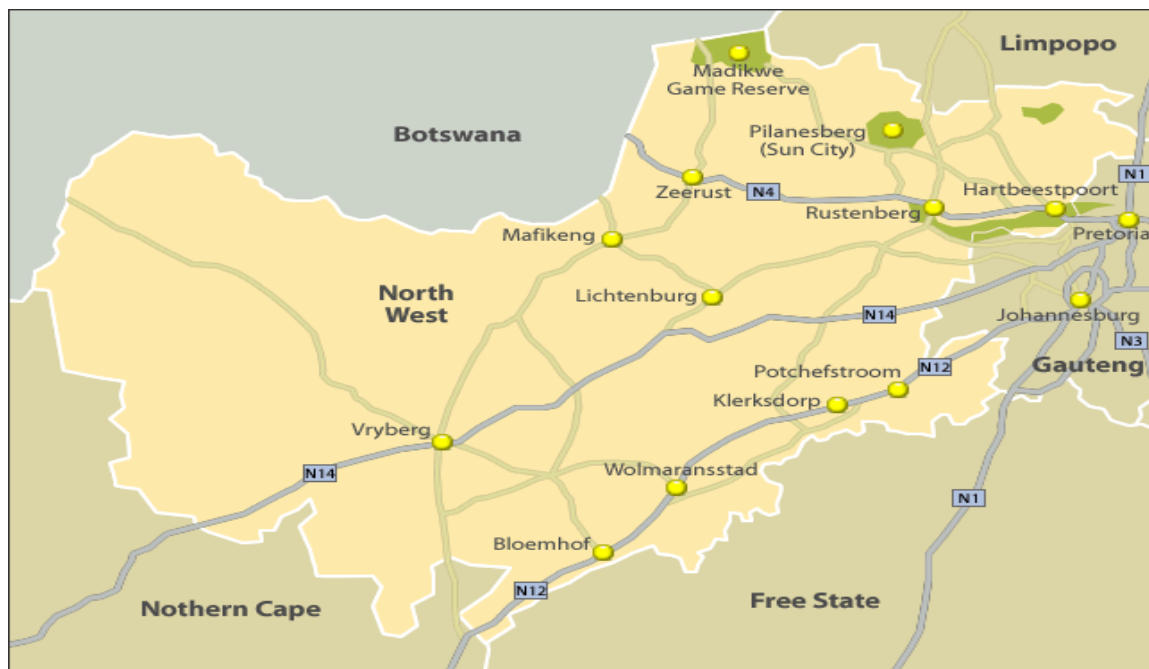 Limpopo
Madikwe
Game Reserve
Botswana
Pilanesberg
(Sun City)
N1
Zeerust
N4
Hartbeestpoort
Rustenberg
Pretoria
Mafikeng
North
West
Lichtenburg
N14
Johannesburg
N3
Gauteng
N12
Potchefstroom
Klerksdorp
Vryberg
N14
Wolmaransstad
N1
Bloemhof
N12
Nothern Cape
Free State